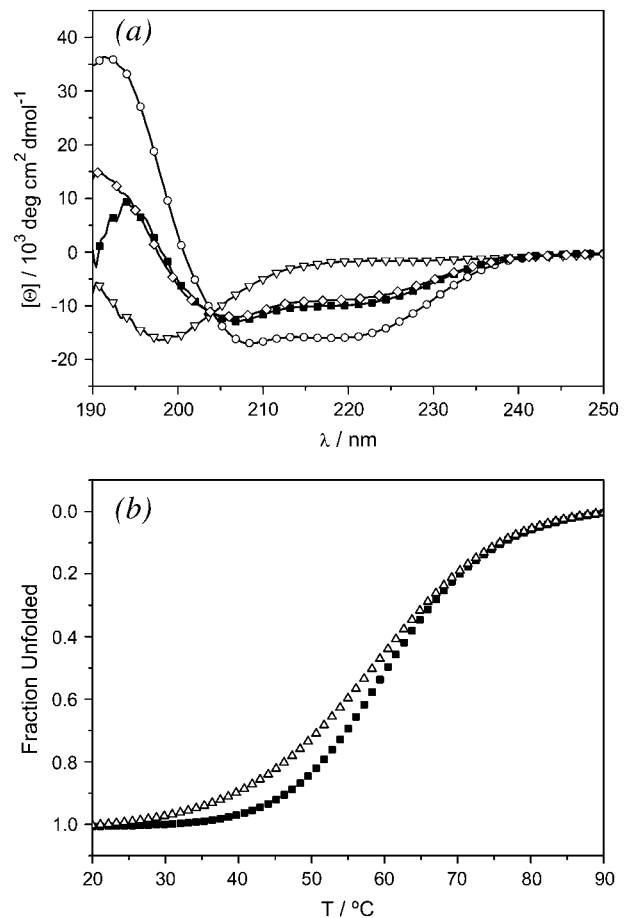 (a)
[Θ] / 10³ deg cm² dmol⁻¹
40
30
20
10
0
-10
-20
190 200 210 220 230 240 250
λ / nm
(b)
Fraction Unfolded
0.0
0.2
0.4
0.6
0.8
1.0
20 30 40 50 60 70 80 90
T / ºC